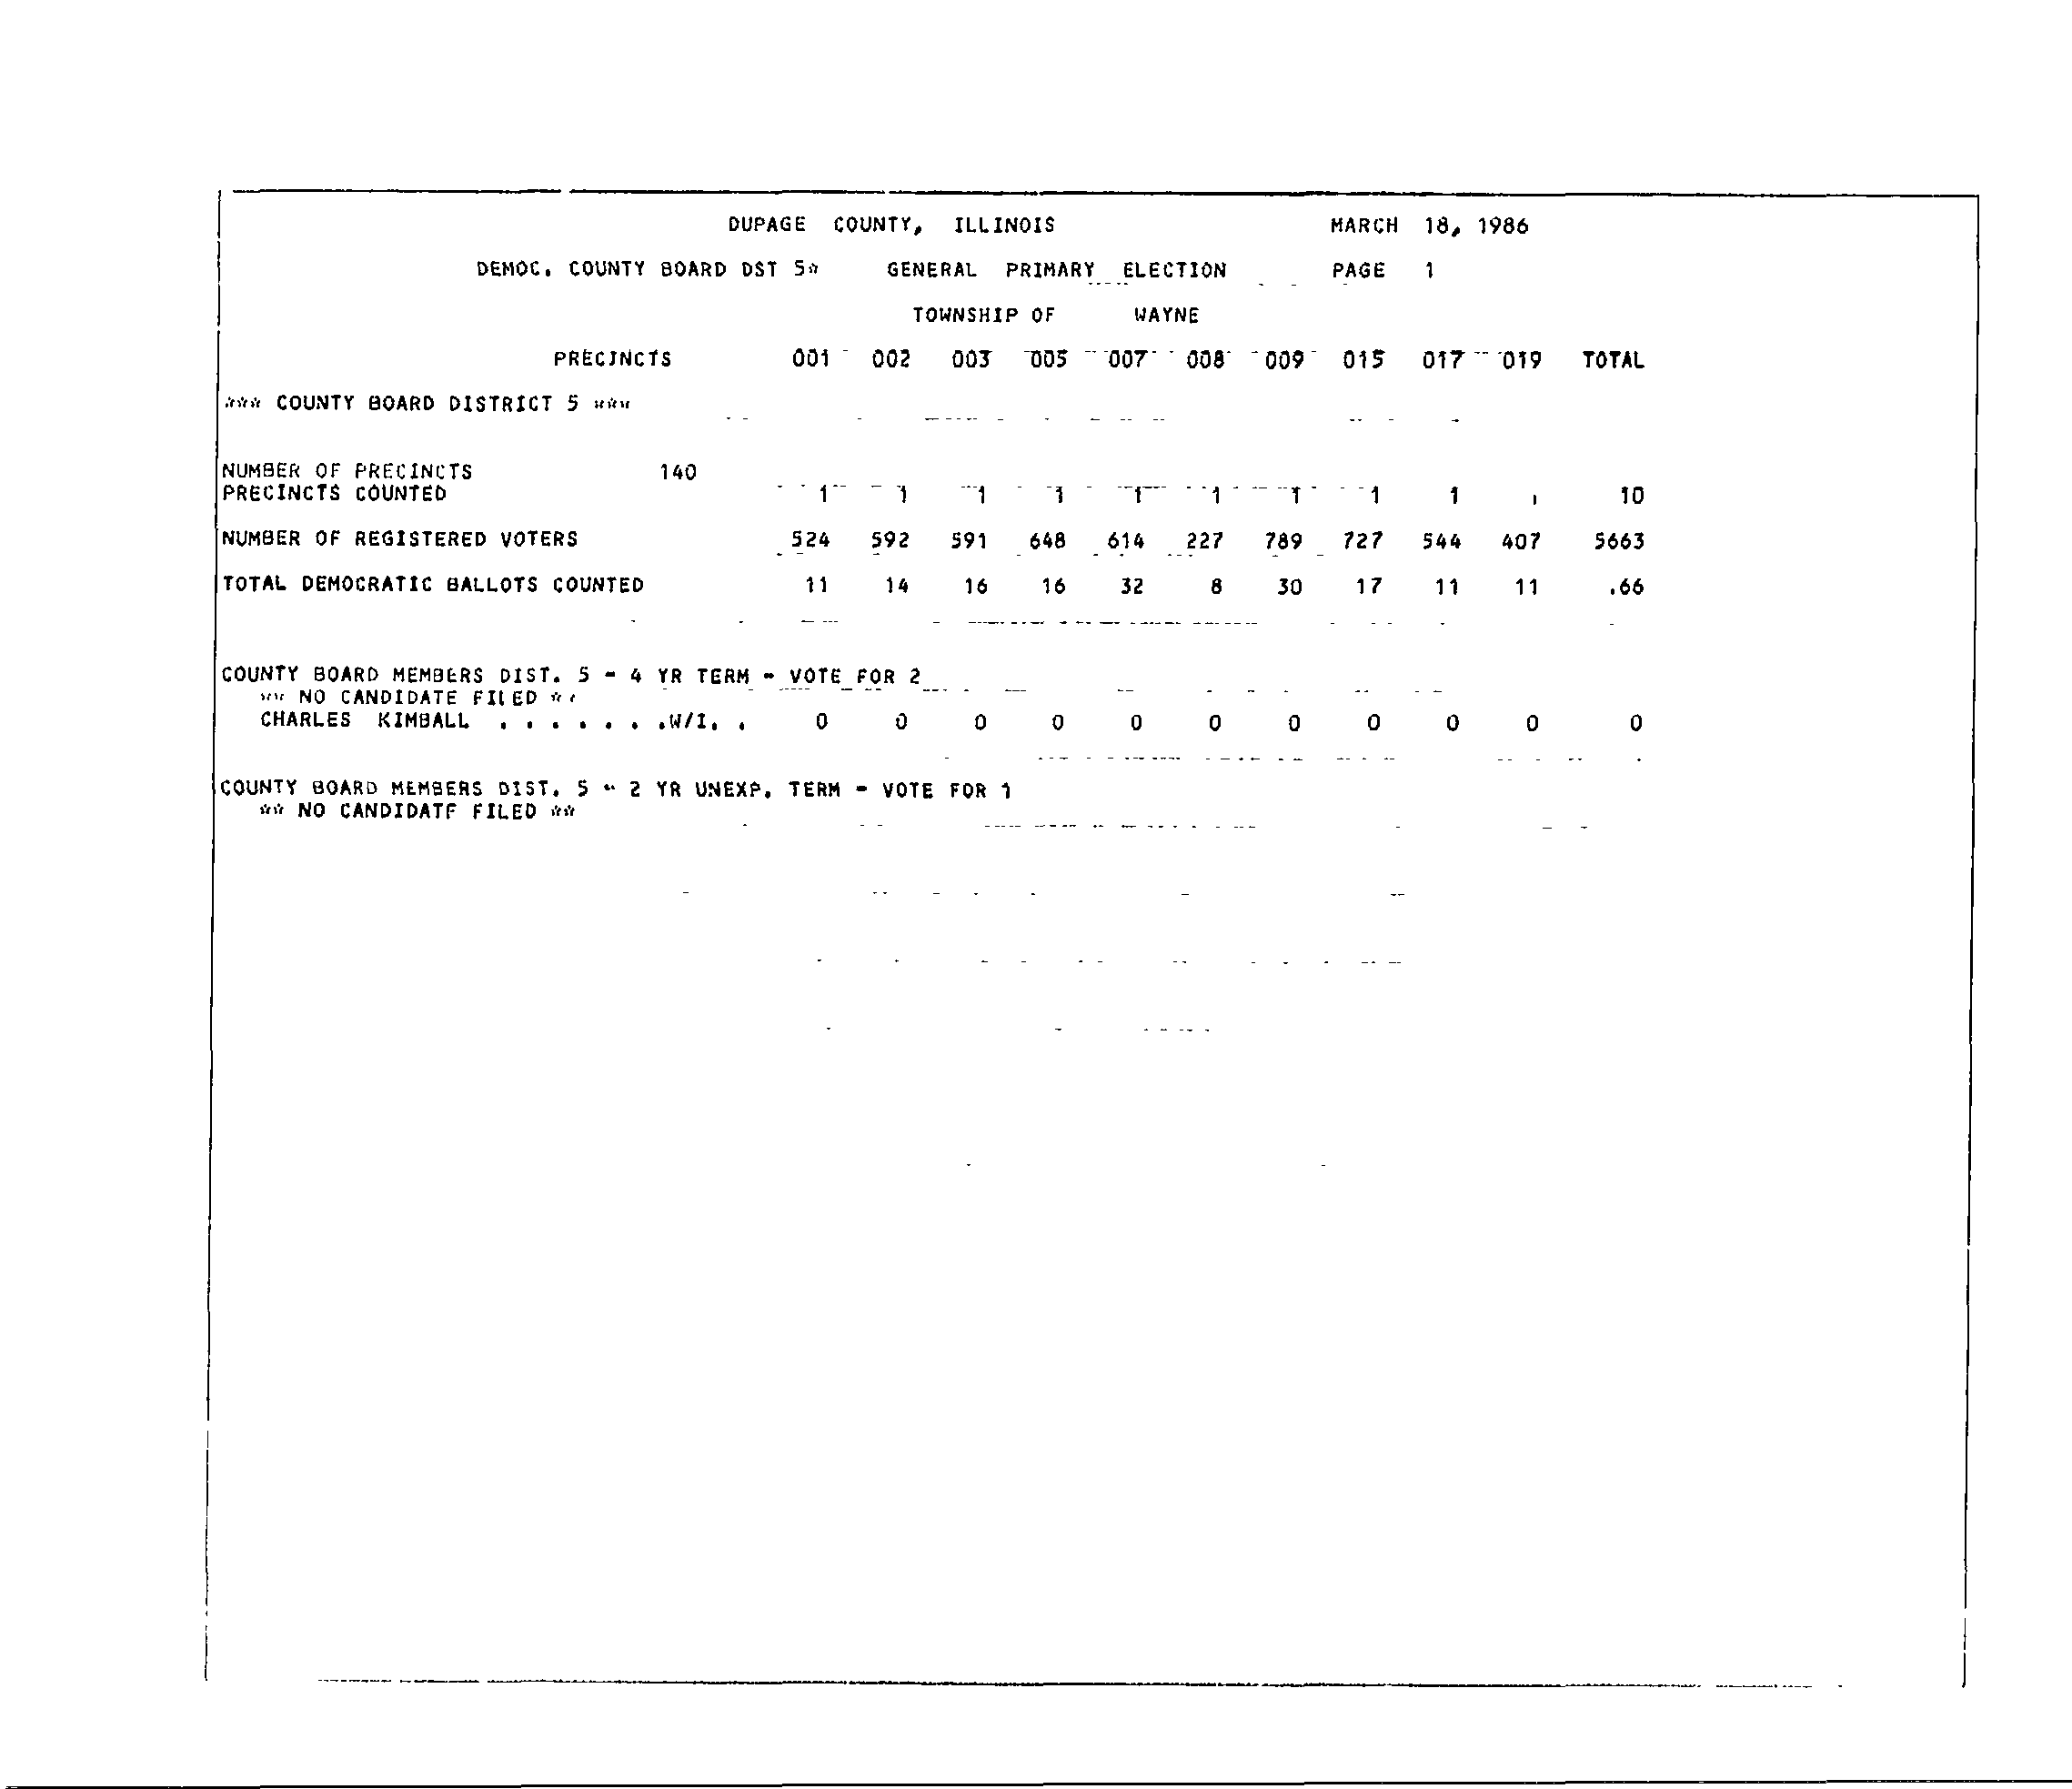 DUPAGE COUNTY, ILLINOIS MARCH 18, 1986
DEMOC. COUNTY BOARD DST 5* GENERAL PRIMARY ELECTION PAGE 1
TOWNSHIP OF WAYNE
PRECINCTS 001 002 003 005 007 008 009 015 017 019 TOTAL
*** COUNTY BOARD DISTRICT 5 ***
NUMBER OF PRECINCTS 140
PRECINCTS COUNTED 1 1 1 1 1 1 1 1 1 10
NUMBER OF REGISTERED VOTERS 524 592 591 648 614 227 789 727 544 407 5663
TOTAL DEMOCRATIC BALLOTS COUNTED 11 14 16 16 32 8 30 17 11 11 .66
COUNTY BOARD MEMBERS DIST. 5 - 4 YR TERM - VOTE FOR 2
** NO CANDIDATE FILED **
CHARLES KIMBALL . . . . . . .W/I. . 0 0 0 0 0 0 0 0 0 0 0
COUNTY BOARD MEMBERS DIST. 5 - 2 YR UNEXP. TERM - VOTE FOR 1
** NO CANDIDATE FILED **